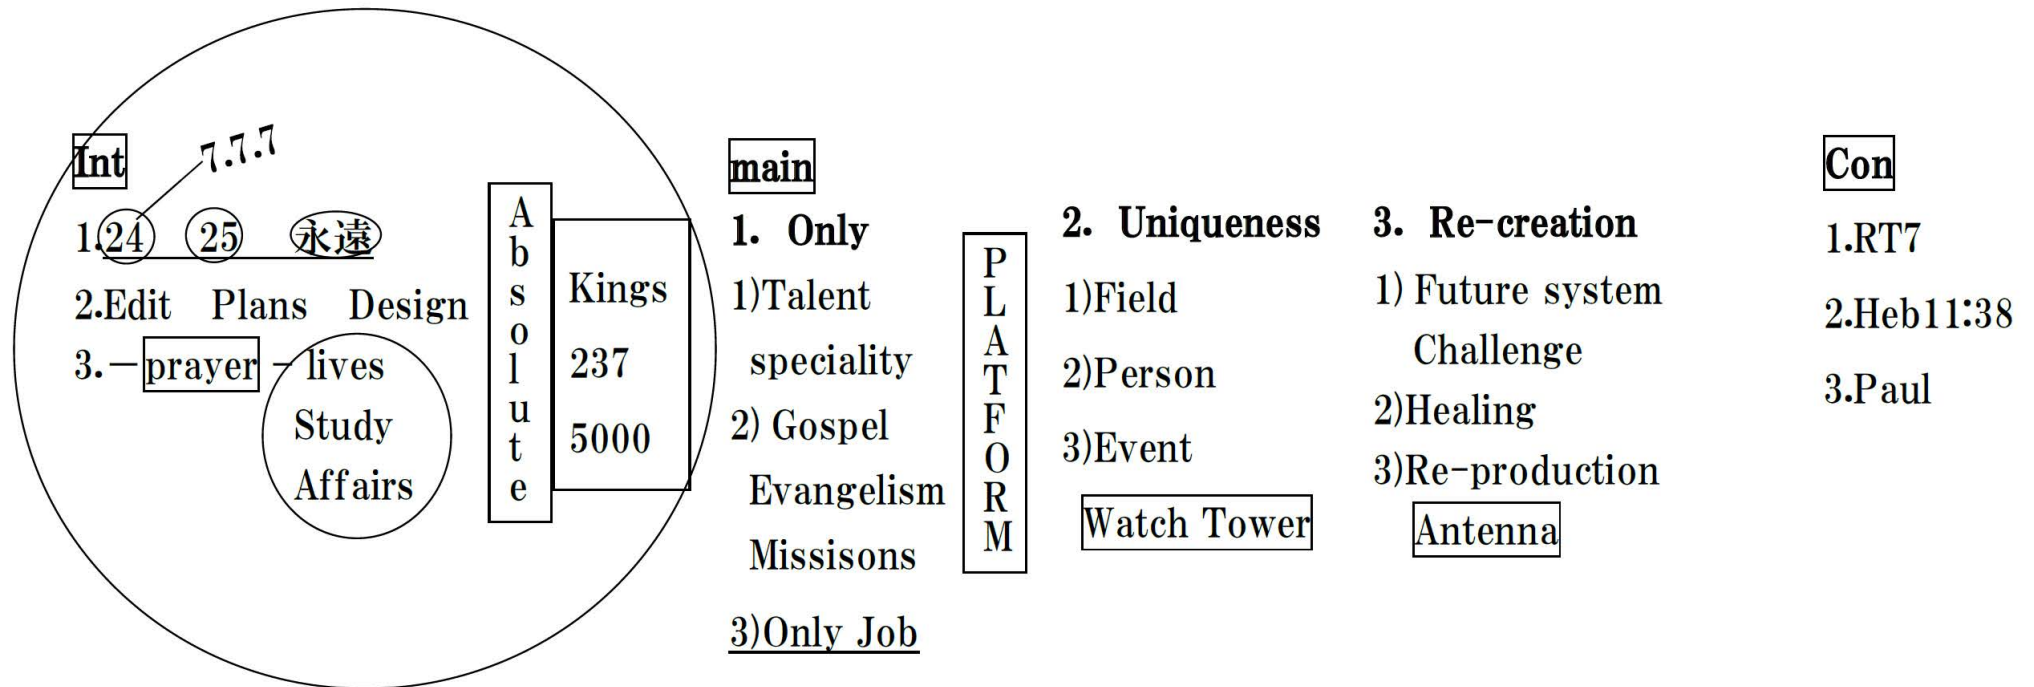 Int
7.7.7
1.24 25 永遠
2.Edit Plans Design
3.－prayer－lives
Study
Affairs
Absolute
Kings
237
5000
main
1. Only
1)Talent
speciality
2) Gospel
Evangelism
Missisons
3)Only Job
PLATFORM
2. Uniqueness
1)Field
2)Person
3)Event
Watch Tower
3. Re-creation
1) Future system
Challenge
2)Healing
3)Re-production
Antenna
Con
1.RT7
2.Heb11:38
3.Paul